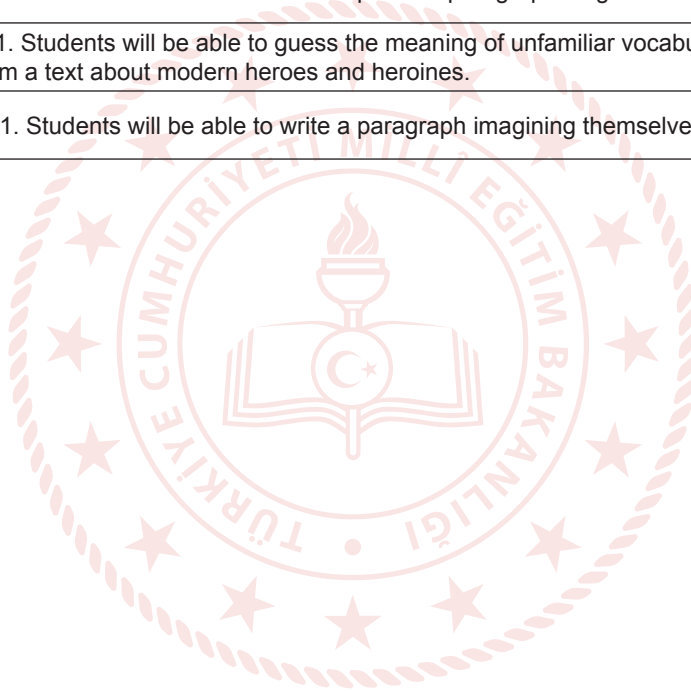 1. Students will be able to guess the meaning of unfamiliar vocabu
m a text about modern heroes and heroines.
1. Students will be able to write a paragraph imagining themselve
TÜRKİYE CUMHURİYETİ MİLLÎ EĞİTİM BAKANLIĞI